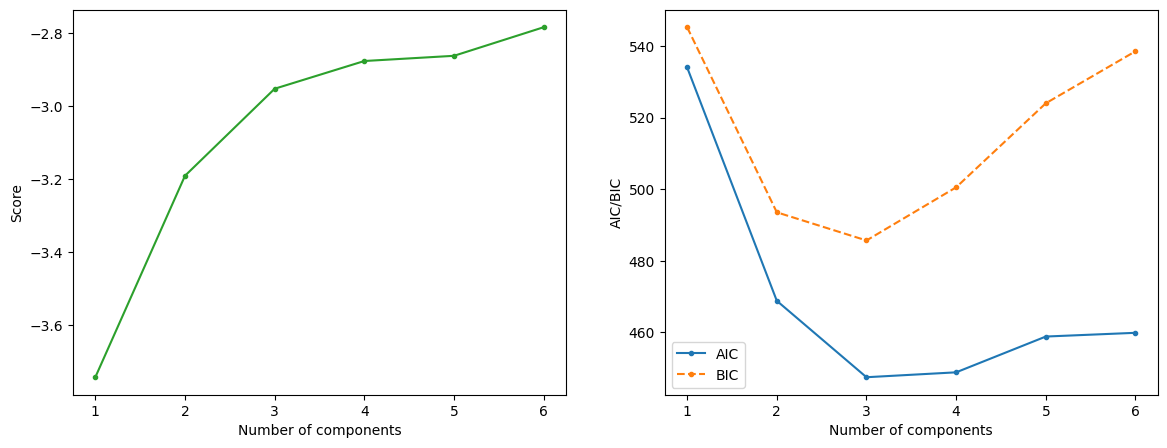 Score
−2.8
−3.0
−3.2
−3.4
−3.6
1 2 3 4 5 6
Number of components
AIC/BIC
540
520
500
480
460
AIC
BIC
1 2 3 4 5 6
Number of components